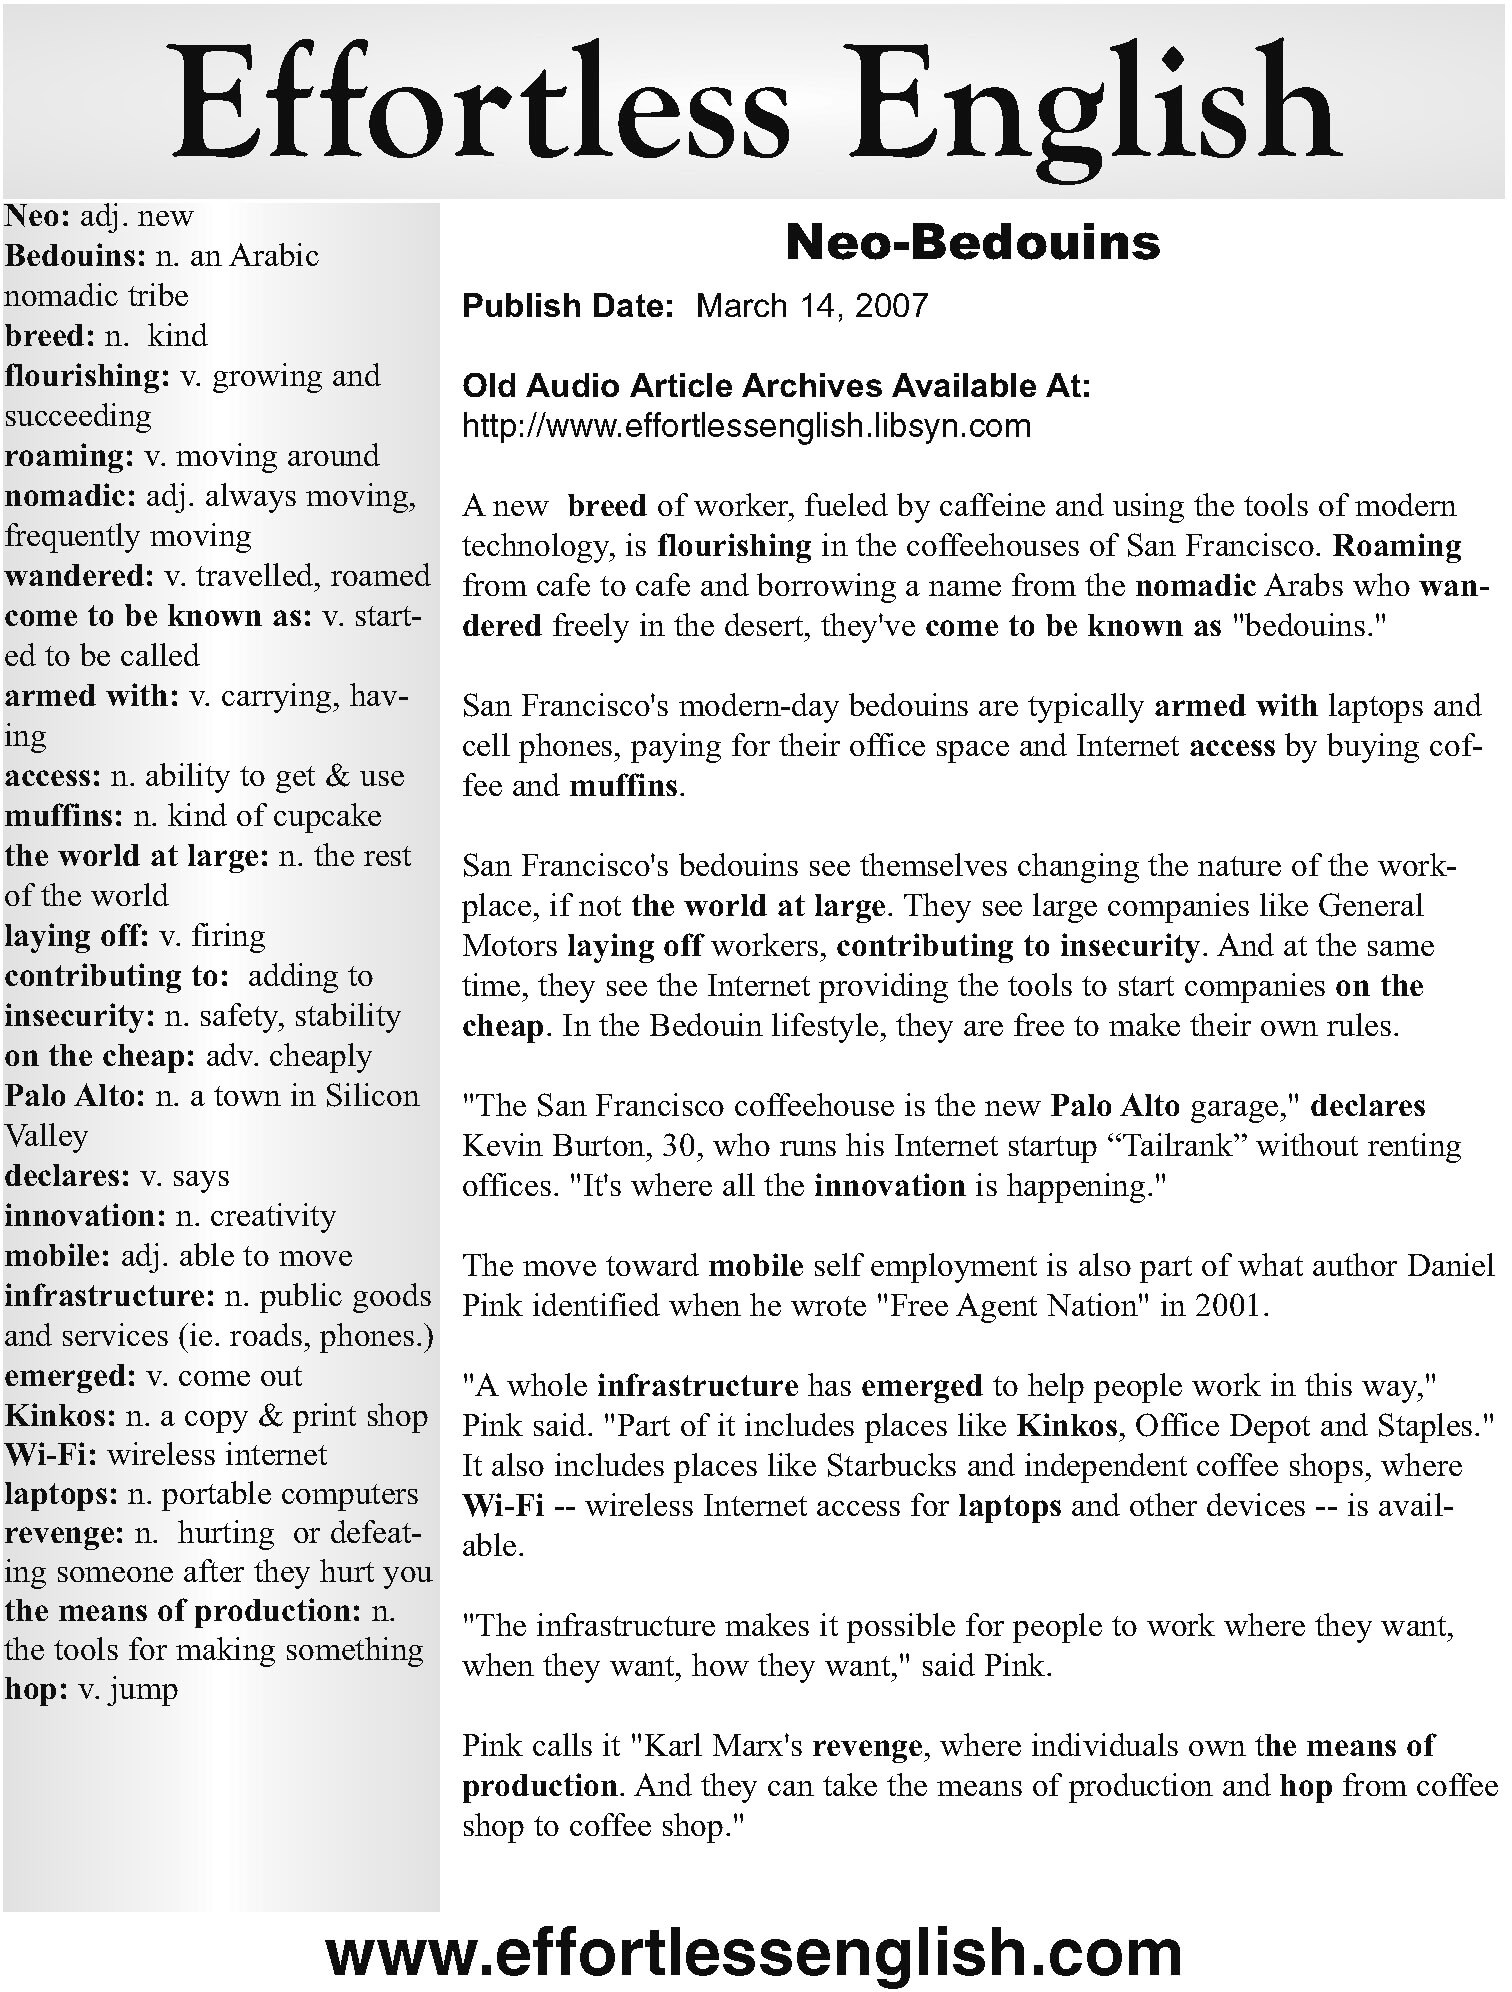 Effortless English
Neo: adj. new
Bedouins: n. an Arabic
nomadic tribe
breed: n.  kind
flourishing: v. growing and
succeeding
roaming: v. moving around
nomadic: adj. always moving,
frequently moving
wandered: v. travelled, roamed
come to be known as: v. start-
ed to be called
armed with: v. carrying, hav-
ing
access: n. ability to get & use
muffins: n. kind of cupcake
the world at large: n. the rest
of the world
laying off: v. firing
contributing to:  adding to
insecurity: n. safety, stability
on the cheap: adv. cheaply
Palo Alto: n. a town in Silicon
Valley
declares: v. says
innovation: n. creativity
mobile: adj. able to move
infrastructure: n. public goods
and services (ie. roads, phones.)
emerged: v. come out
Kinkos: n. a copy & print shop
Wi-Fi: wireless internet
laptops: n. portable computers
revenge: n.  hurting  or defeat-
ing someone after they hurt you
the means of production: n.
the tools for making something
hop: v. jump
Neo-Bedouins
Publish Date:  March 14, 2007
Old Audio Article Archives Available At:
http://www.effortlessenglish.libsyn.com
A new  breed of worker, fueled by caffeine and using the tools of modern
technology, is flourishing in the coffeehouses of San Francisco. Roaming
from cafe to cafe and borrowing a name from the nomadic Arabs who wan-
dered freely in the desert, they've come to be known as "bedouins."
San Francisco's modern-day bedouins are typically armed with laptops and
cell phones, paying for their office space and Internet access by buying cof-
fee and muffins.
San Francisco's bedouins see themselves changing the nature of the work-
place, if not the world at large. They see large companies like General
Motors laying off workers, contributing to insecurity. And at the same
time, they see the Internet providing the tools to start companies on the
cheap. In the Bedouin lifestyle, they are free to make their own rules.
"The San Francisco coffeehouse is the new Palo Alto garage," declares
Kevin Burton, 30, who runs his Internet startup “Tailrank” without renting
offices. "It's where all the innovation is happening."
The move toward mobile self employment is also part of what author Daniel
Pink identified when he wrote "Free Agent Nation" in 2001.
"A whole infrastructure has emerged to help people work in this way,"
Pink said. "Part of it includes places like Kinkos, Office Depot and Staples."
It also includes places like Starbucks and independent coffee shops, where
Wi-Fi -- wireless Internet access for laptops and other devices -- is avail-
able.
"The infrastructure makes it possible for people to work where they want,
when they want, how they want," said Pink.
Pink calls it "Karl Marx's revenge, where individuals own the means of
production. And they can take the means of production and hop from coffee
shop to coffee shop."
www.effortlessenglish.com